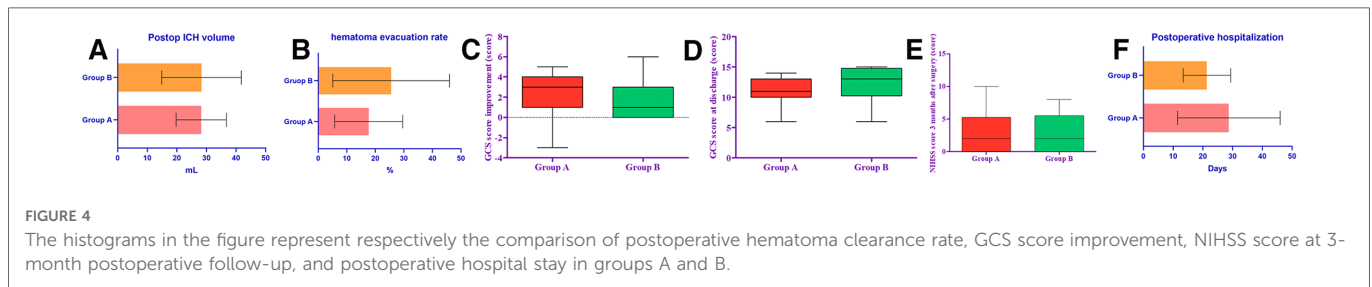 A
Postop ICH volume
Group B
Group A
0 10 20 30 40 50
mL
B
hematoma evacuation rate
Gruop B
Gruop A
0 10 20 30 40 50
%
C
GCS score improvement (score)
8
6
4
2
0
-2
-4
Group A Group B
D
GCS score at discharge (score)
20
15
10
5
0
Group A Group B
E
NIHSS score 3 months after surgery (score)
15
10
5
0
Group A Group B
F
Postoperative hospitalization
Group B
Group A
0 10 20 30 40 50
Days
FIGURE 4
The histograms in the figure represent respectively the comparison of postoperative hematoma clearance rate, GCS score improvement, NIHSS score at 3-
month postoperative follow-up, and postoperative hospital stay in groups A and B.